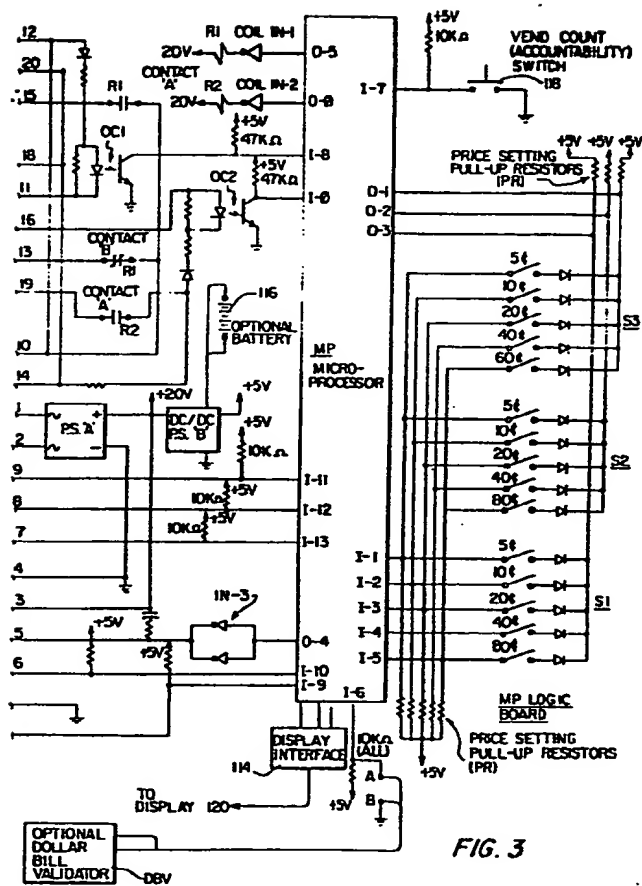 +5V
10KΩ
VEND COUNT
(ACCOUNTABILITY)
SWITCH
118
12
20
15
18
11
16
13
19
10
14
1
2
9
8
7
4
3
5
6
R1
COIL IN-1
20V
O-5
CONTACT
"A"
R2
COIL IN-2
20V
+5V
47KΩ
I-7
R1
OC1
I-8
+5V
47KΩ
OC2
I-0
+5V +5V +5V
PRICE SETTING
PULL-UP RESISTORS
(PR)
O-1
O-2
O-3
CONTACT
"B"
R1
CONTACT
"A"
R2
116
OPTIONAL
BATTERY
MP
MICRO-
PROCESSOR
5¢
10¢
20¢
40¢
60¢
S3
+20V
P.S. "A"
+
−
DC/DC
P.S. "B"
+5V
+5V
10KΩ
I-11
10KΩ
+5V
I-12
10KΩ
+5V
I-13
5¢
10¢
20¢
40¢
80¢
S2
I-1
I-2
I-3
I-4
I-5
5¢
10¢
20¢
40¢
80¢
S1
+5V
+5V
IN-3
O-4
I-10
I-9
I-6
MP LOGIC
BOARD
PRICE SETTING
PULL-UP RESISTORS
(PR)
+5V
DISPLAY
INTERFACE
114
10KΩ
(ALL)
A
B
+5V
TO
DISPLAY 120
OPTIONAL
DOLLAR
BILL
VALIDATOR
DBV
FIG. 3